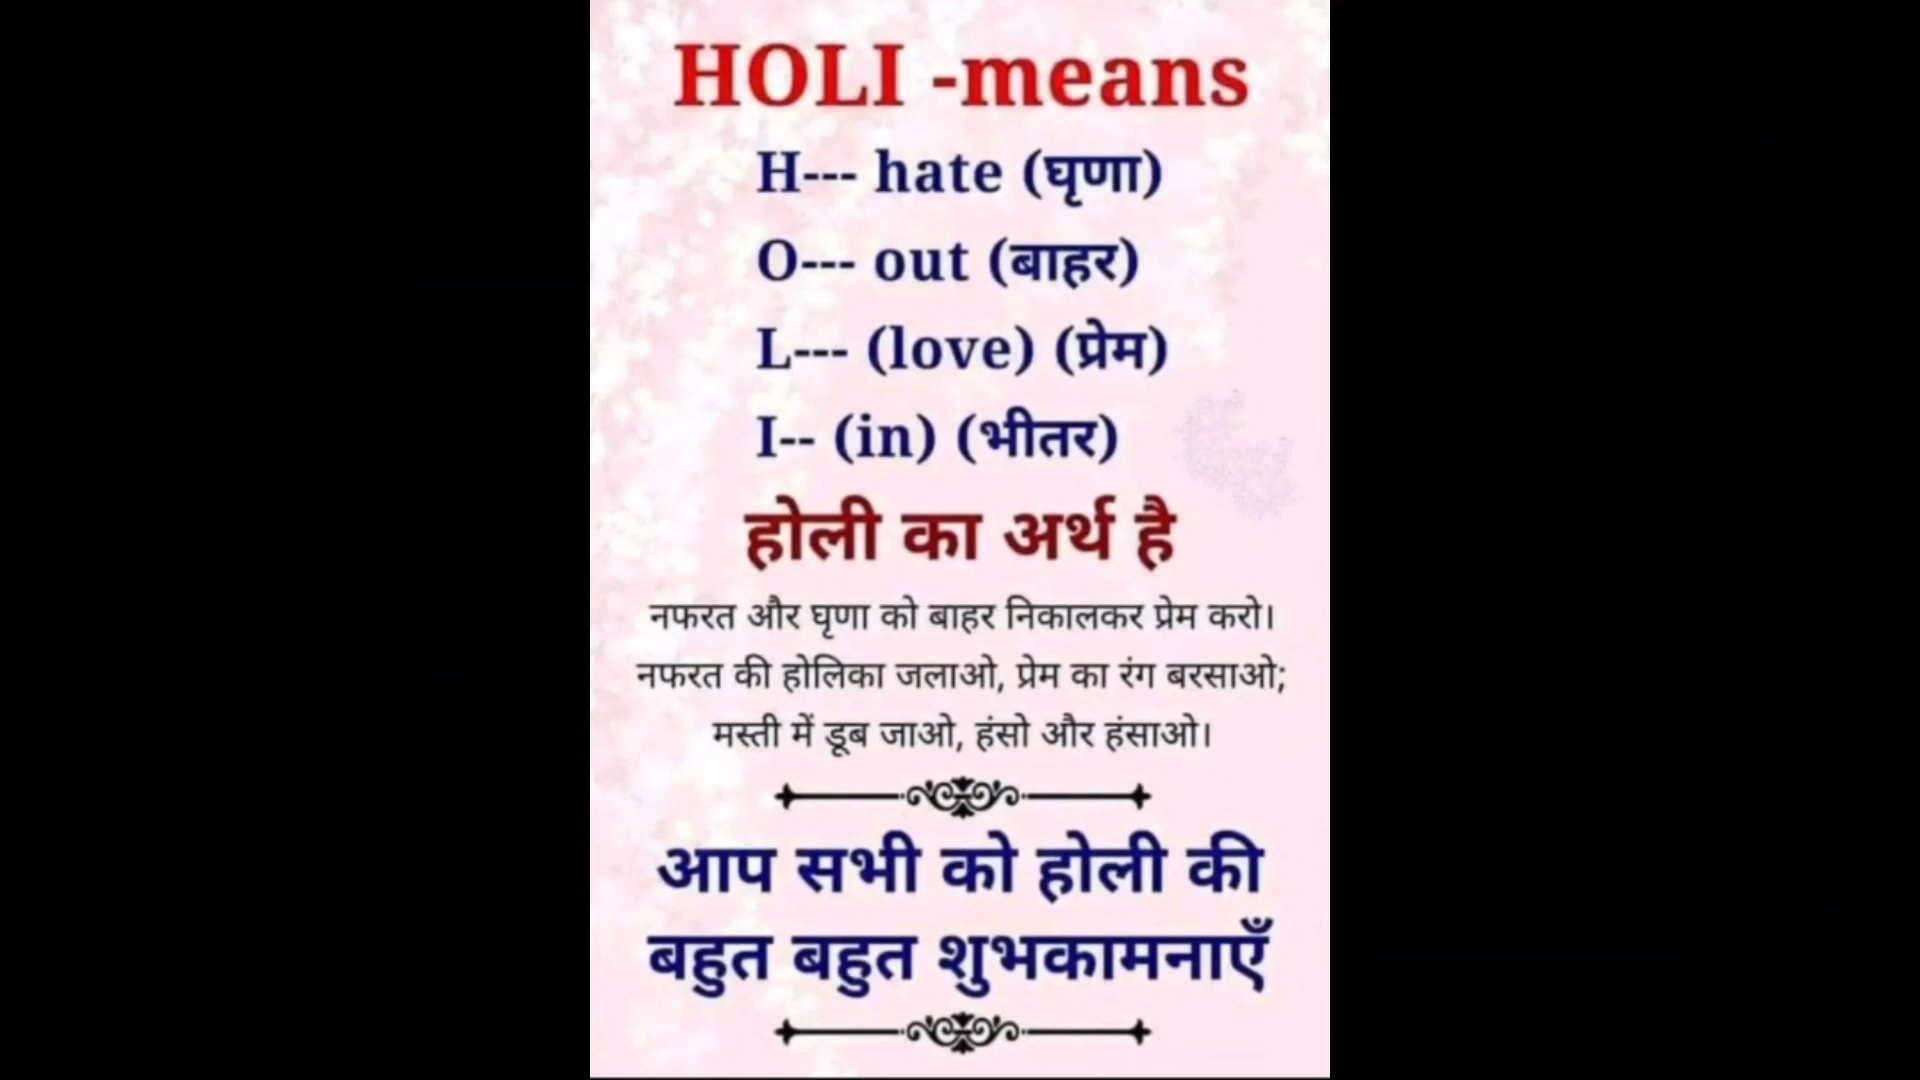 HOLI -means
H--- hate (घृणा)
O--- out (बाहर)
L--- (love) (प्रेम)
I-- (in) (भीतर)
होली का अर्थ है
नफरत और घृणा को बाहर निकालकर प्रेम करो।
नफरत की होलिका जलाओ, प्रेम का रंग बरसाओ;
मस्ती में डूब जाओ, हंसो और हंसाओ।
आप सभी को होली की
बहुत बहुत शुभकामनाएँ